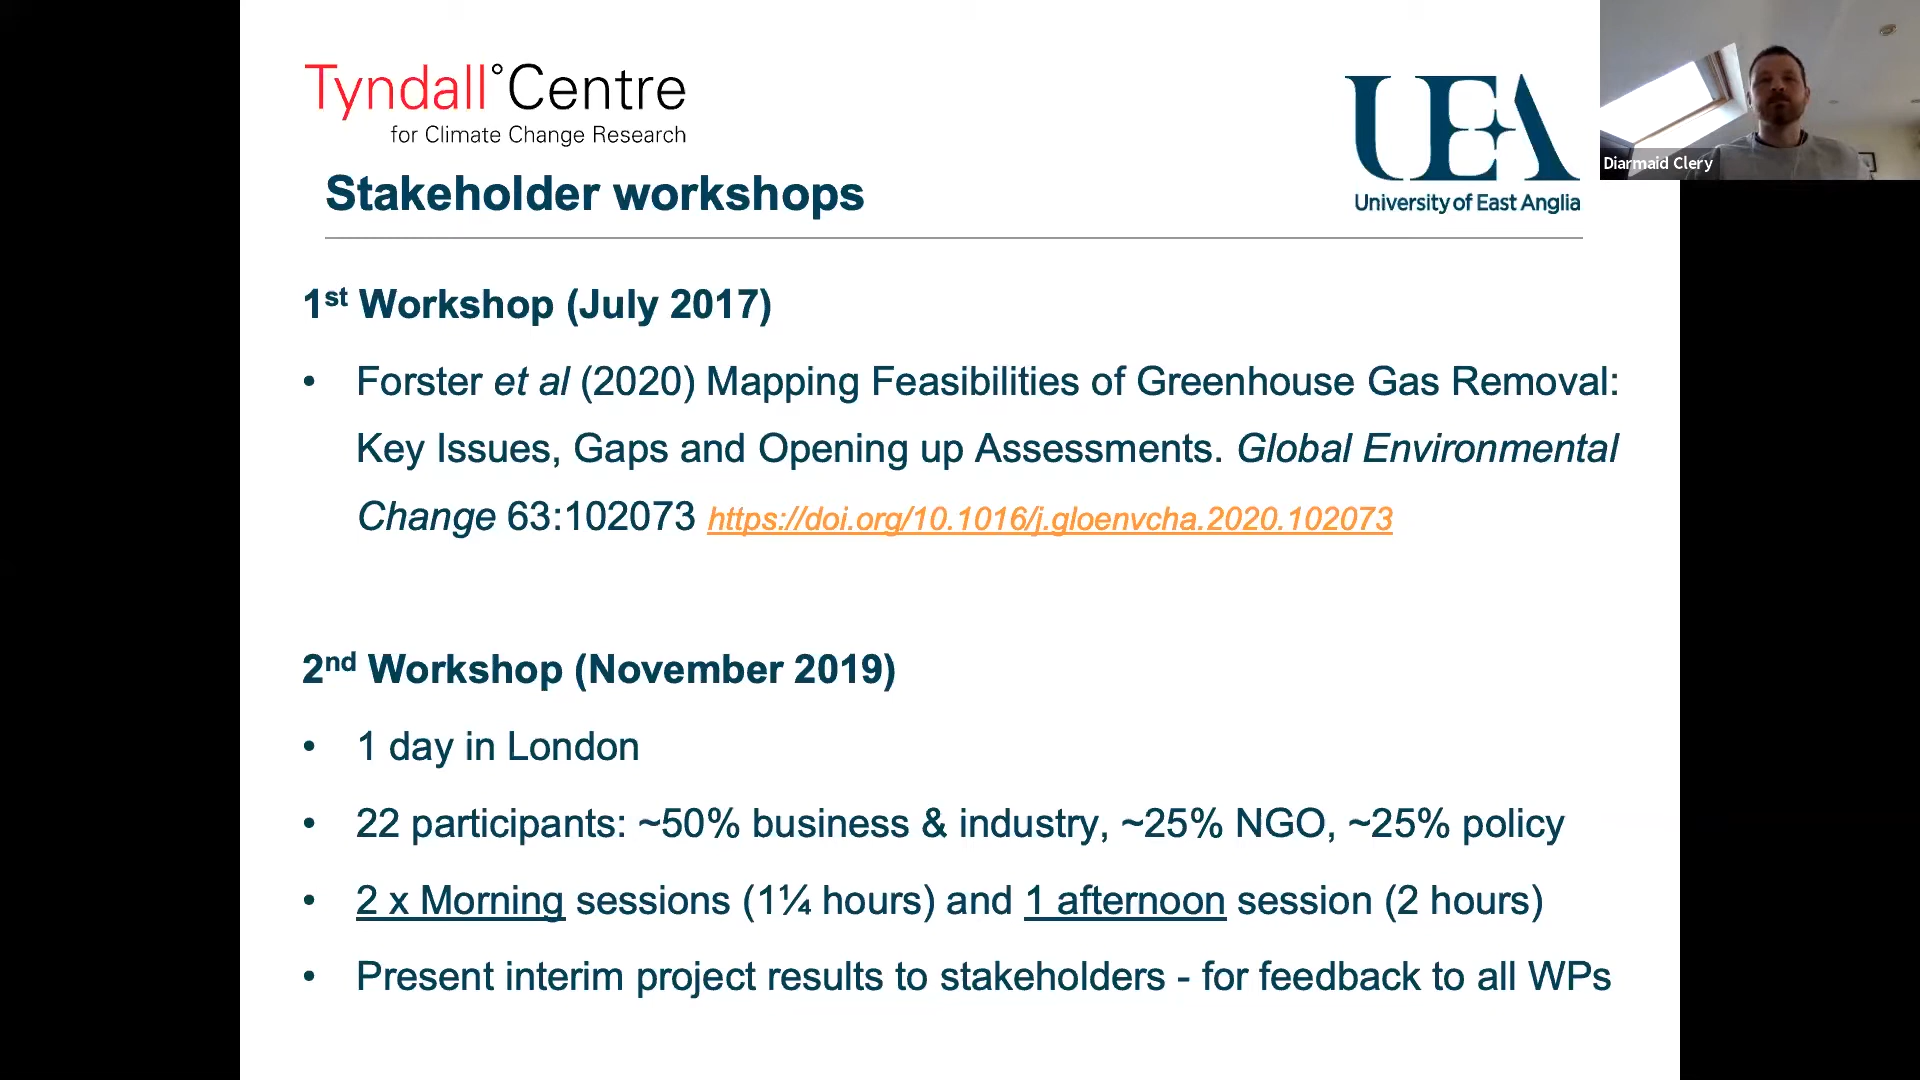 Tyndall°Centre
for Climate Change Research
UEA
University of East Anglia
Diarmaid Clery
Stakeholder workshops
1st Workshop (July 2017)
• Forster et al (2020) Mapping Feasibilities of Greenhouse Gas Removal:
Key Issues, Gaps and Opening up Assessments. Global Environmental
Change 63:102073 https://doi.org/10.1016/j.gloenvcha.2020.102073
2nd Workshop (November 2019)
• 1 day in London
• 22 participants: ~50% business & industry, ~25% NGO, ~25% policy
• 2 x Morning sessions (1¼ hours) and 1 afternoon session (2 hours)
• Present interim project results to stakeholders - for feedback to all WPs